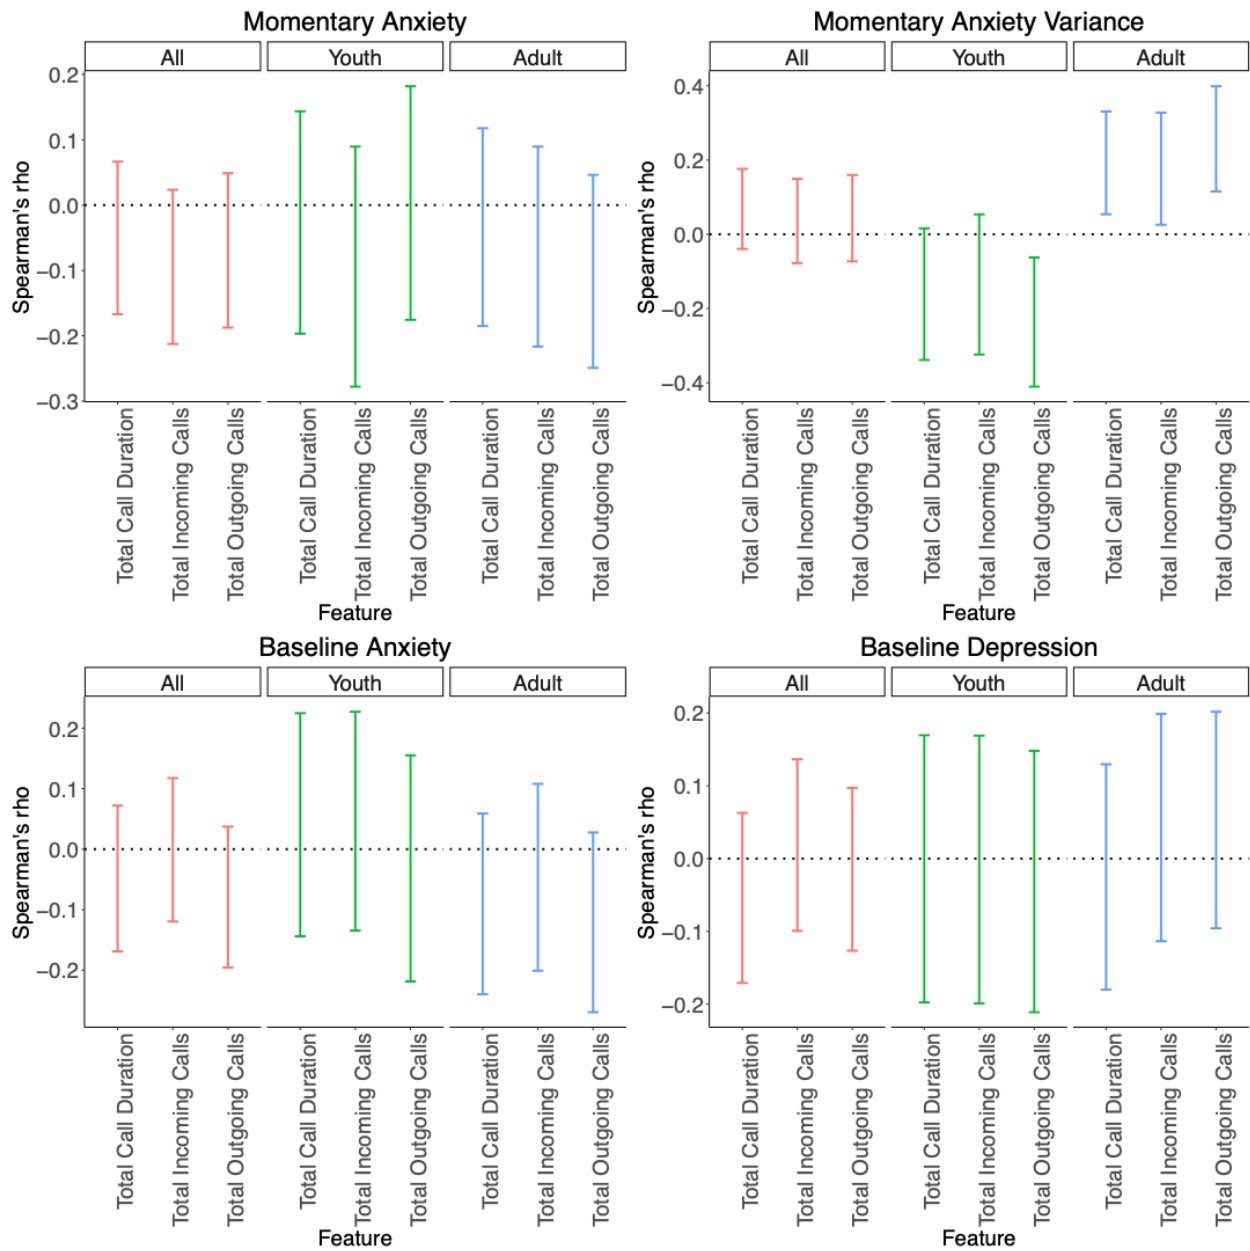 Momentary Anxiety
All Youth Adult
Spearman's rho
0.2
0.1
0.0
−0.1
−0.2
−0.3
Total Call Duration
Total Incoming Calls
Total Outgoing Calls
Total Call Duration
Total Incoming Calls
Total Outgoing Calls
Total Call Duration
Total Incoming Calls
Total Outgoing Calls
Feature
Momentary Anxiety Variance
All Youth Adult
Spearman's rho
0.4
0.2
0.0
−0.2
−0.4
Total Call Duration
Total Incoming Calls
Total Outgoing Calls
Total Call Duration
Total Incoming Calls
Total Outgoing Calls
Total Call Duration
Total Incoming Calls
Total Outgoing Calls
Feature
Baseline Anxiety
All Youth Adult
Spearman's rho
0.2
0.1
0.0
−0.1
−0.2
Total Call Duration
Total Incoming Calls
Total Outgoing Calls
Total Call Duration
Total Incoming Calls
Total Outgoing Calls
Total Call Duration
Total Incoming Calls
Total Outgoing Calls
Feature
Baseline Depression
All Youth Adult
Spearman's rho
0.2
0.1
0.0
−0.1
−0.2
Total Call Duration
Total Incoming Calls
Total Outgoing Calls
Total Call Duration
Total Incoming Calls
Total Outgoing Calls
Total Call Duration
Total Incoming Calls
Total Outgoing Calls
Feature